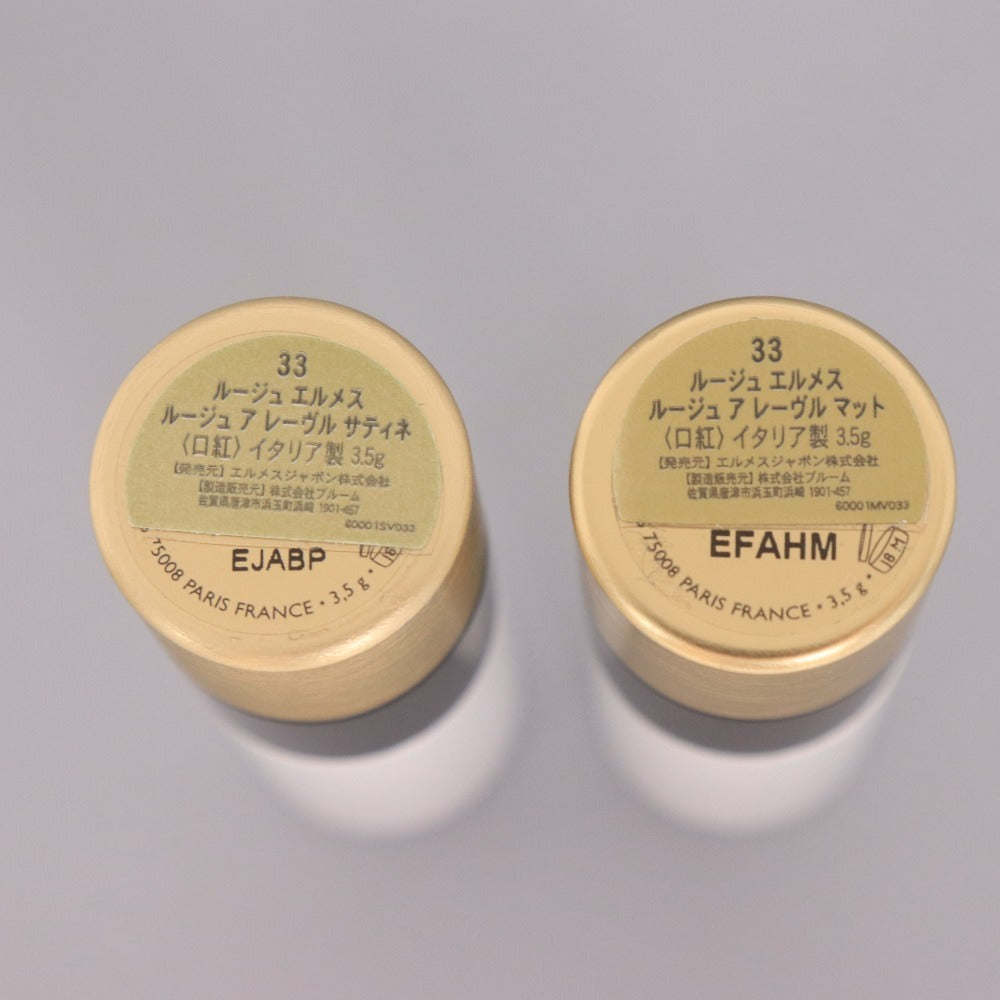 33
ルージュ エルメス
ルージュ ア レーヴル サティネ
〈口紅〉イタリア製 3.5g
【発売元】エルメスジャポン株式会社
【製造販売元】株式会社ブルーム
佐賀県唐津市浜玉町浜崎 1901-457
60001SV033
EJABP
75008 PARIS FRANCE • 3,5 g •
33
ルージュ エルメス
ルージュ ア レーヴル マット
〈口紅〉イタリア製 3.5g
【発売元】エルメスジャポン株式会社
【製造販売元】株式会社ブルーム
佐賀県唐津市浜玉町浜崎 1901-457
60001MV033
EFAHM
75008 PARIS FRANCE • 3,5 g •
18 M